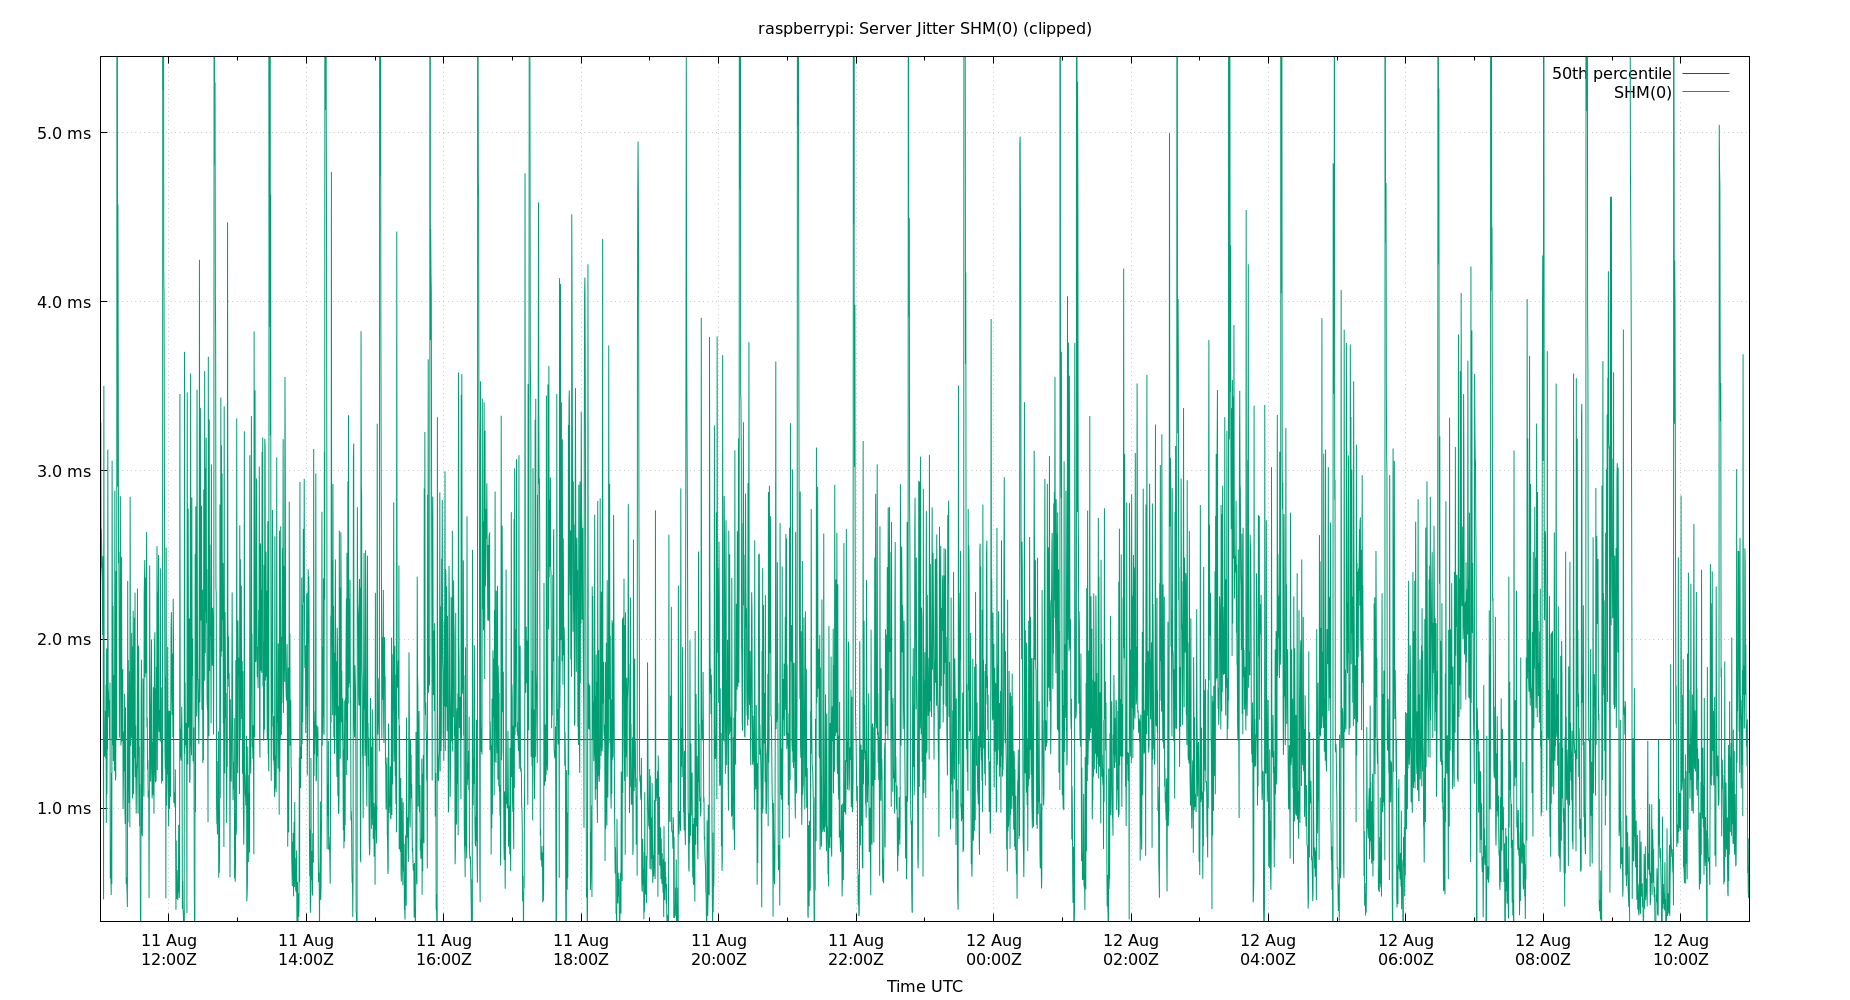 raspberrypi: Server Jitter SHM(0) (clipped)
50th percentile
SHM(0)
5.0 ms
4.0 ms
3.0 ms
2.0 ms
1.0 ms
11 Aug 11 Aug 11 Aug 11 Aug 11 Aug 11 Aug 12 Aug 12 Aug 12 Aug 12 Aug 12 Aug 12 Aug
12:00Z 14:00Z 16:00Z 18:00Z 20:00Z 22:00Z 00:00Z 02:00Z 04:00Z 06:00Z 08:00Z 10:00Z
Time UTC